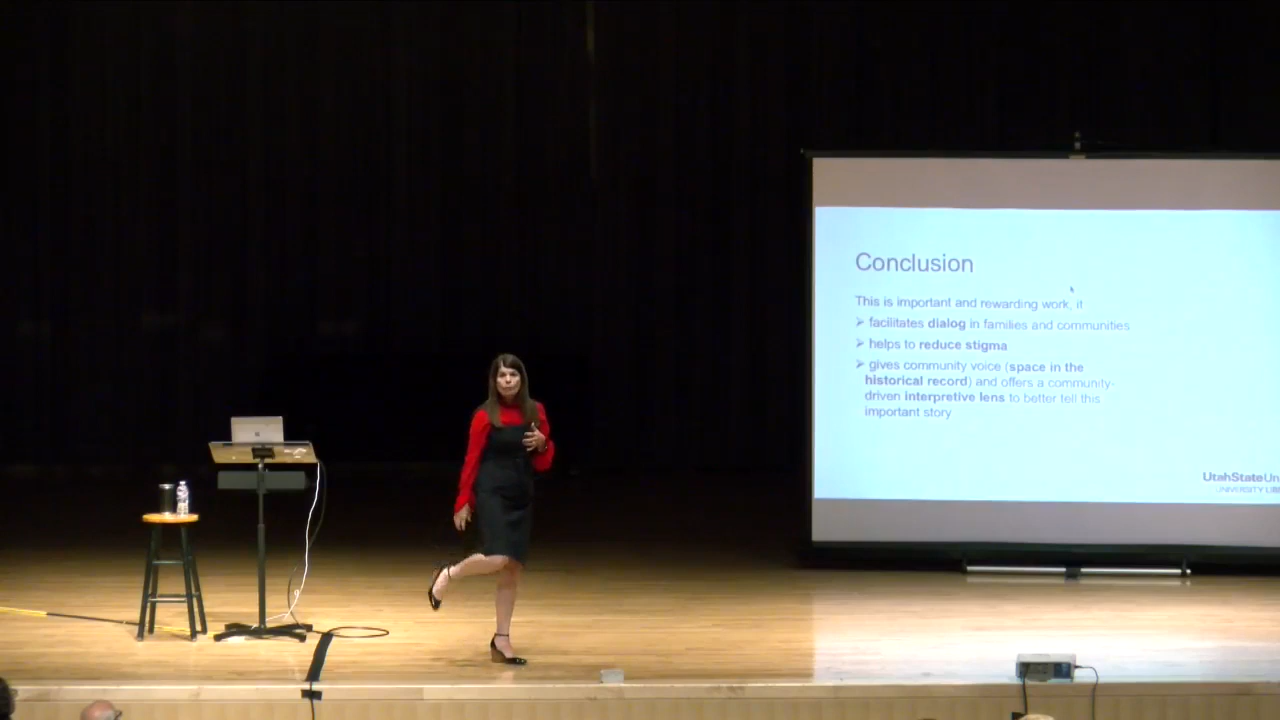 Conclusion
This is important and rewarding work, it
➢ facilitates dialog in families and communities
➢ helps to reduce stigma
➢ gives community voice (space in the
historical record) and offers a community-
driven interpretive lens to better tell this
important story
UtahStateUn
UNIVERSITY LIB